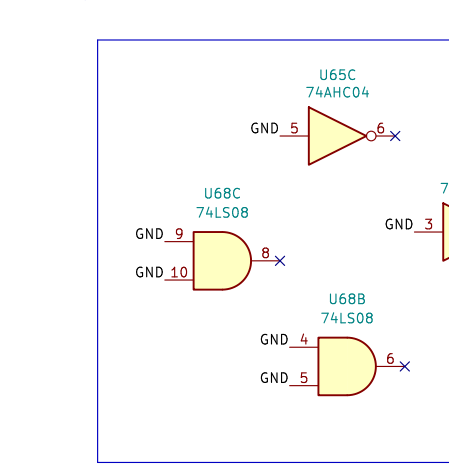 U65C
74AHC04
GND 5 6
U68C
74LS08
7
GND 9
GND 3
8
GND 10
U68B
74LS08
GND 4
6
GND 5